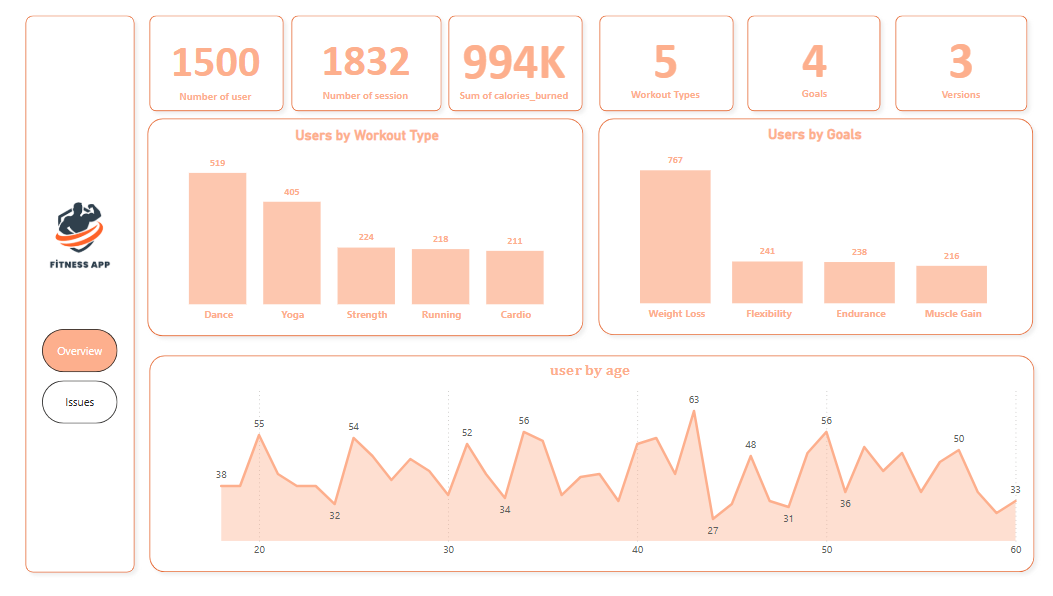 1500
Number of user
1832
Number of session
994K
Sum of calories_burned
5
Workout Types
4
Goals
3
Versions
FİTNESS APP
Overview
Issues
Users by Workout Type
519
405
224
218
211
Dance Yoga Strength Running Cardio
Users by Goals
767
241
238
216
Weight Loss Flexibility Endurance Muscle Gain
user by age
38
55
32
54
52
34
56
63
27
48
31
56
36
50
33
20 30 40 50 60